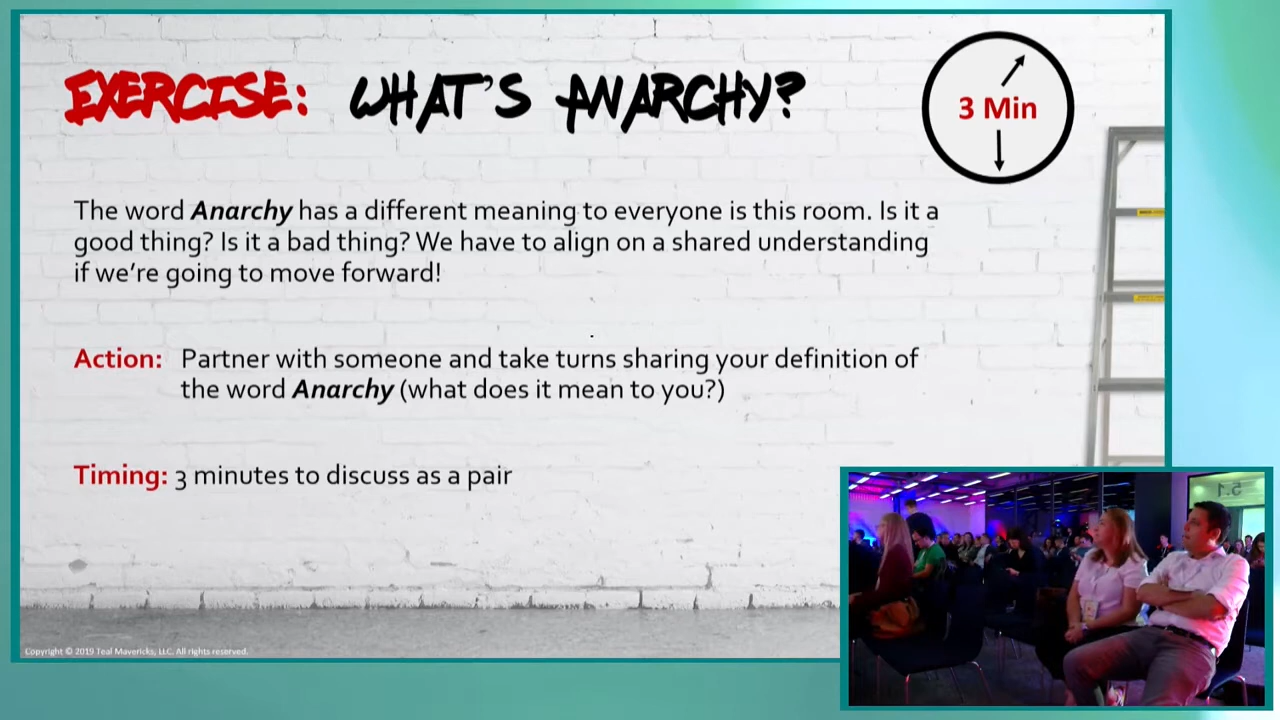 EXERCISE: WHAT'S ANARCHY?
3 Min
The word Anarchy has a different meaning to everyone is this room. Is it a
good thing? Is it a bad thing? We have to align on a shared understanding
if we're going to move forward!
Action: Partner with someone and take turns sharing your definition of
the word Anarchy (what does it mean to you?)
Timing: 3 minutes to discuss as a pair
Copyright © 2019 Teal Mavericks, LLC. All rights reserved.
5.1